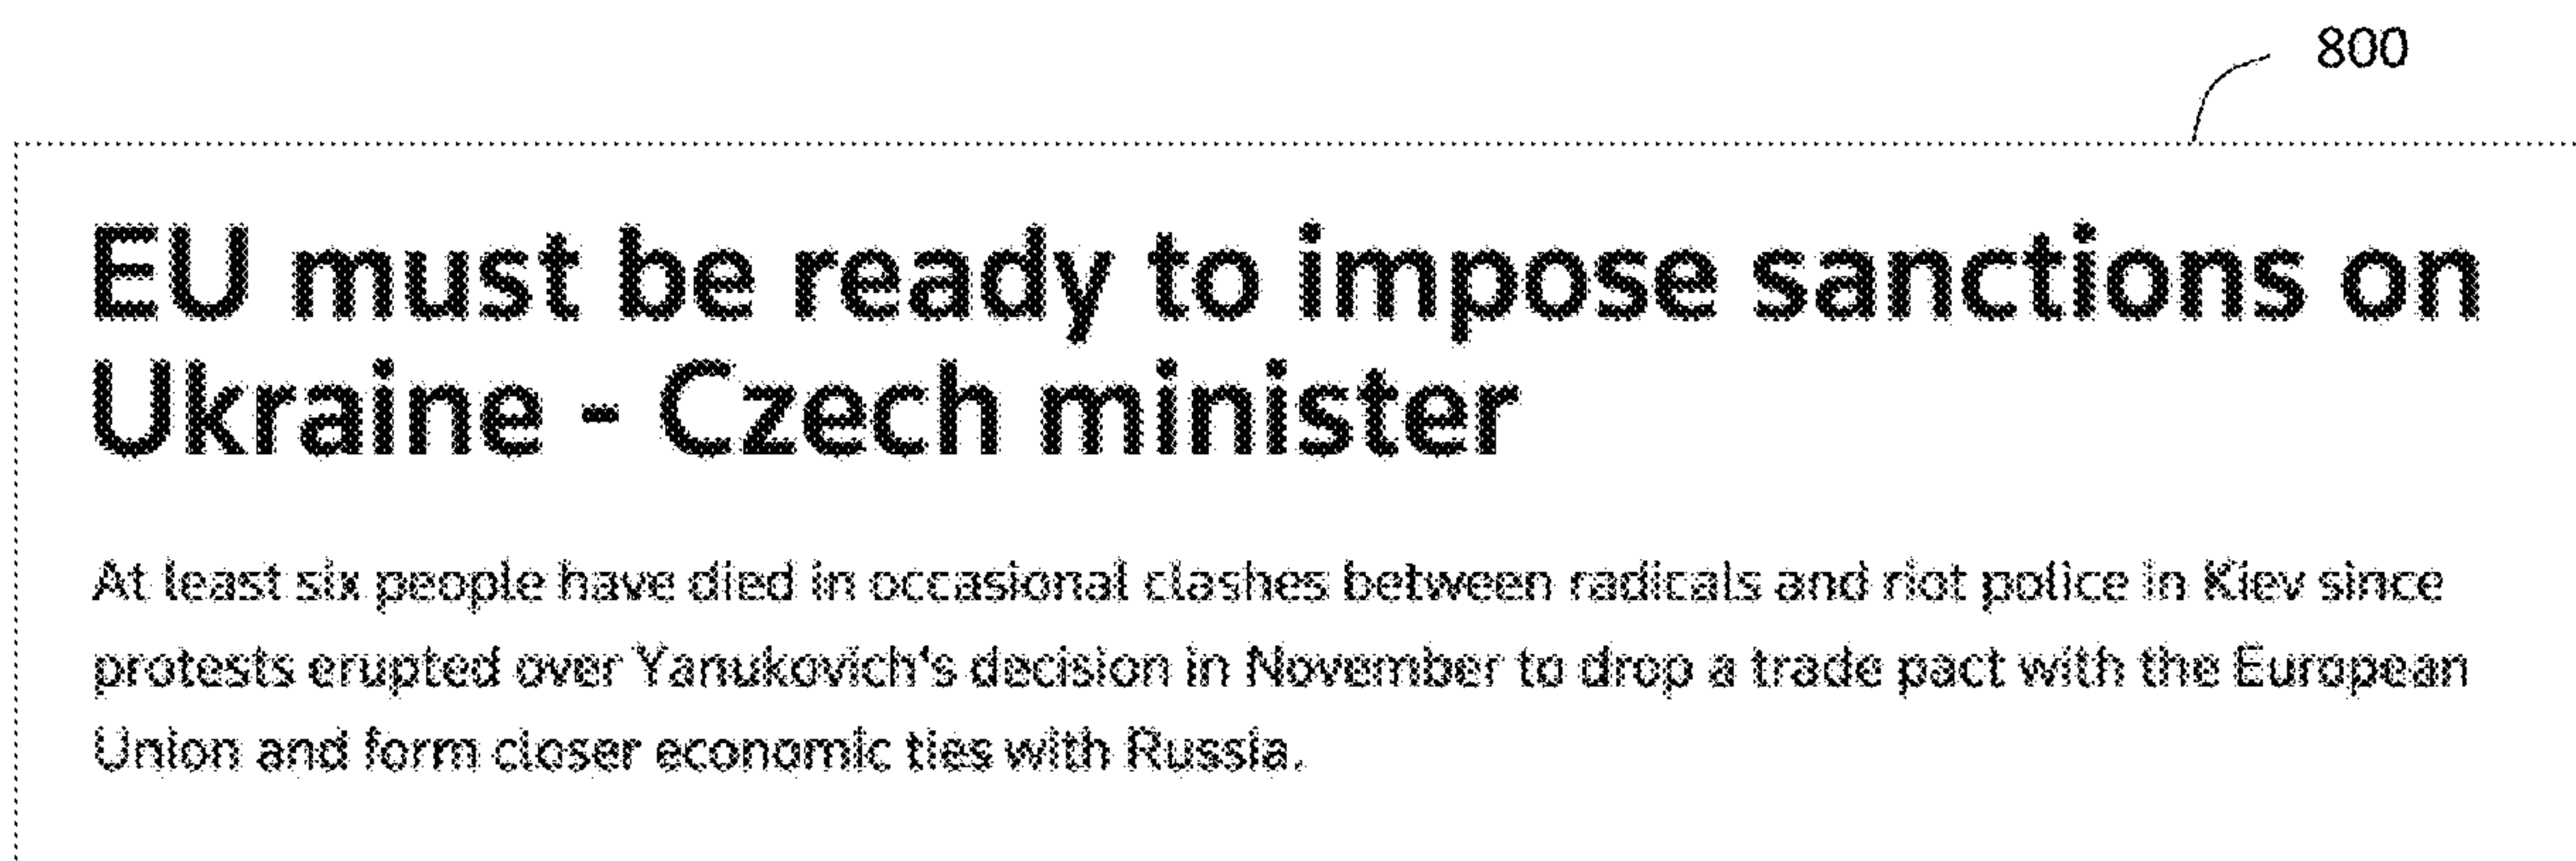 800
EU must be ready to impose sanctions on
Ukraine - Czech minister
At least six people have died in occasional clashes between radicals and riot police in Kiev since
protests erupted over Yanukovich's decision in November to drop a trade pact with the European
Union and form closer economic ties with Russia.